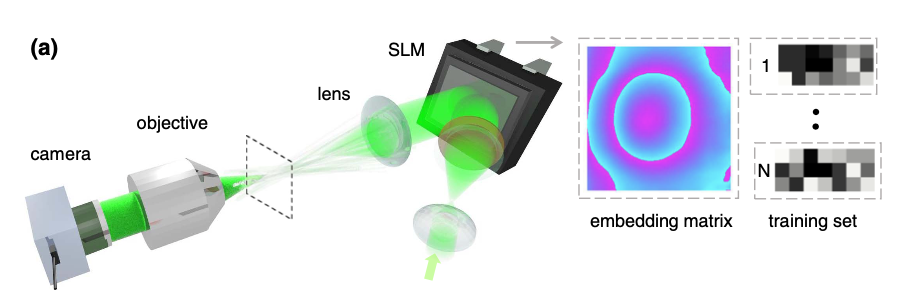 (a)
SLM
lens
objective
camera
1
N
embedding matrix
training set